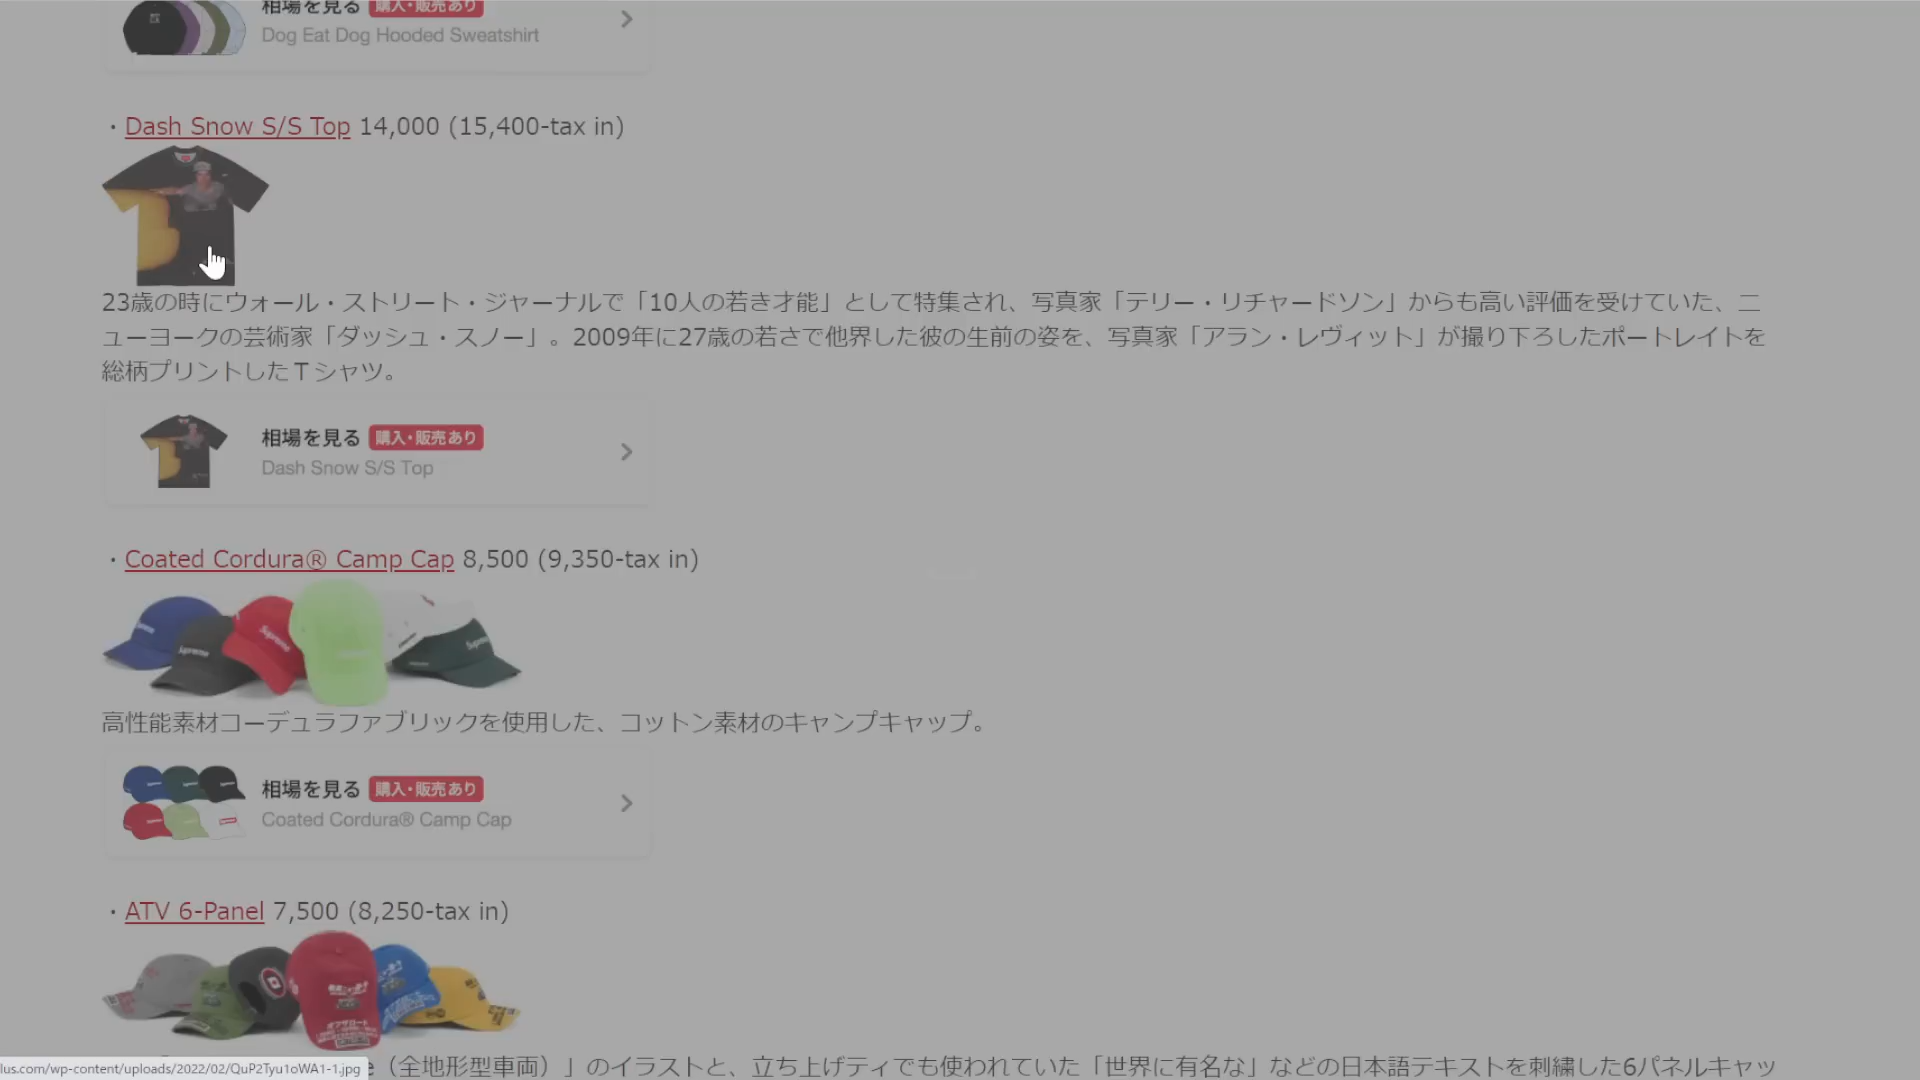 相場を見る 購入・販売あり
Dog Eat Dog Hooded Sweatshirt
・Dash Snow S/S Top 14,000 (15,400-tax in)
23歳の時にウォール・ストリート・ジャーナルで「10人の若き才能」として特集され、写真家「テリー・リチャードソン」からも高い評価を受けていた、ニ
ューヨークの芸術家「ダッシュ・スノー」。2009年に27歳の若さで他界した彼の生前の姿を、写真家「アラン・レヴィット」が撮り下ろしたポートレイトを
総柄プリントしたＴシャツ。
相場を見る 購入・販売あり
Dash Snow S/S Top
・Coated Cordura® Camp Cap 8,500 (9,350-tax in)
Supreme
Supreme
Supreme
Supreme
高性能素材コーデュラファブリックを使用した、コットン素材のキャンプキャップ。
相場を見る 購入・販売あり
Coated Cordura® Camp Cap
・ATV 6-Panel 7,500 (8,250-tax in)
e（全地形型車両）」のイラストと、立ち上げティでも使われていた「世界に有名な」などの日本語テキストを刺繍した6パネルキャッ
lus.com/wp-content/uploads/2022/02/QuP2Tyu1oWA1-1.jpg